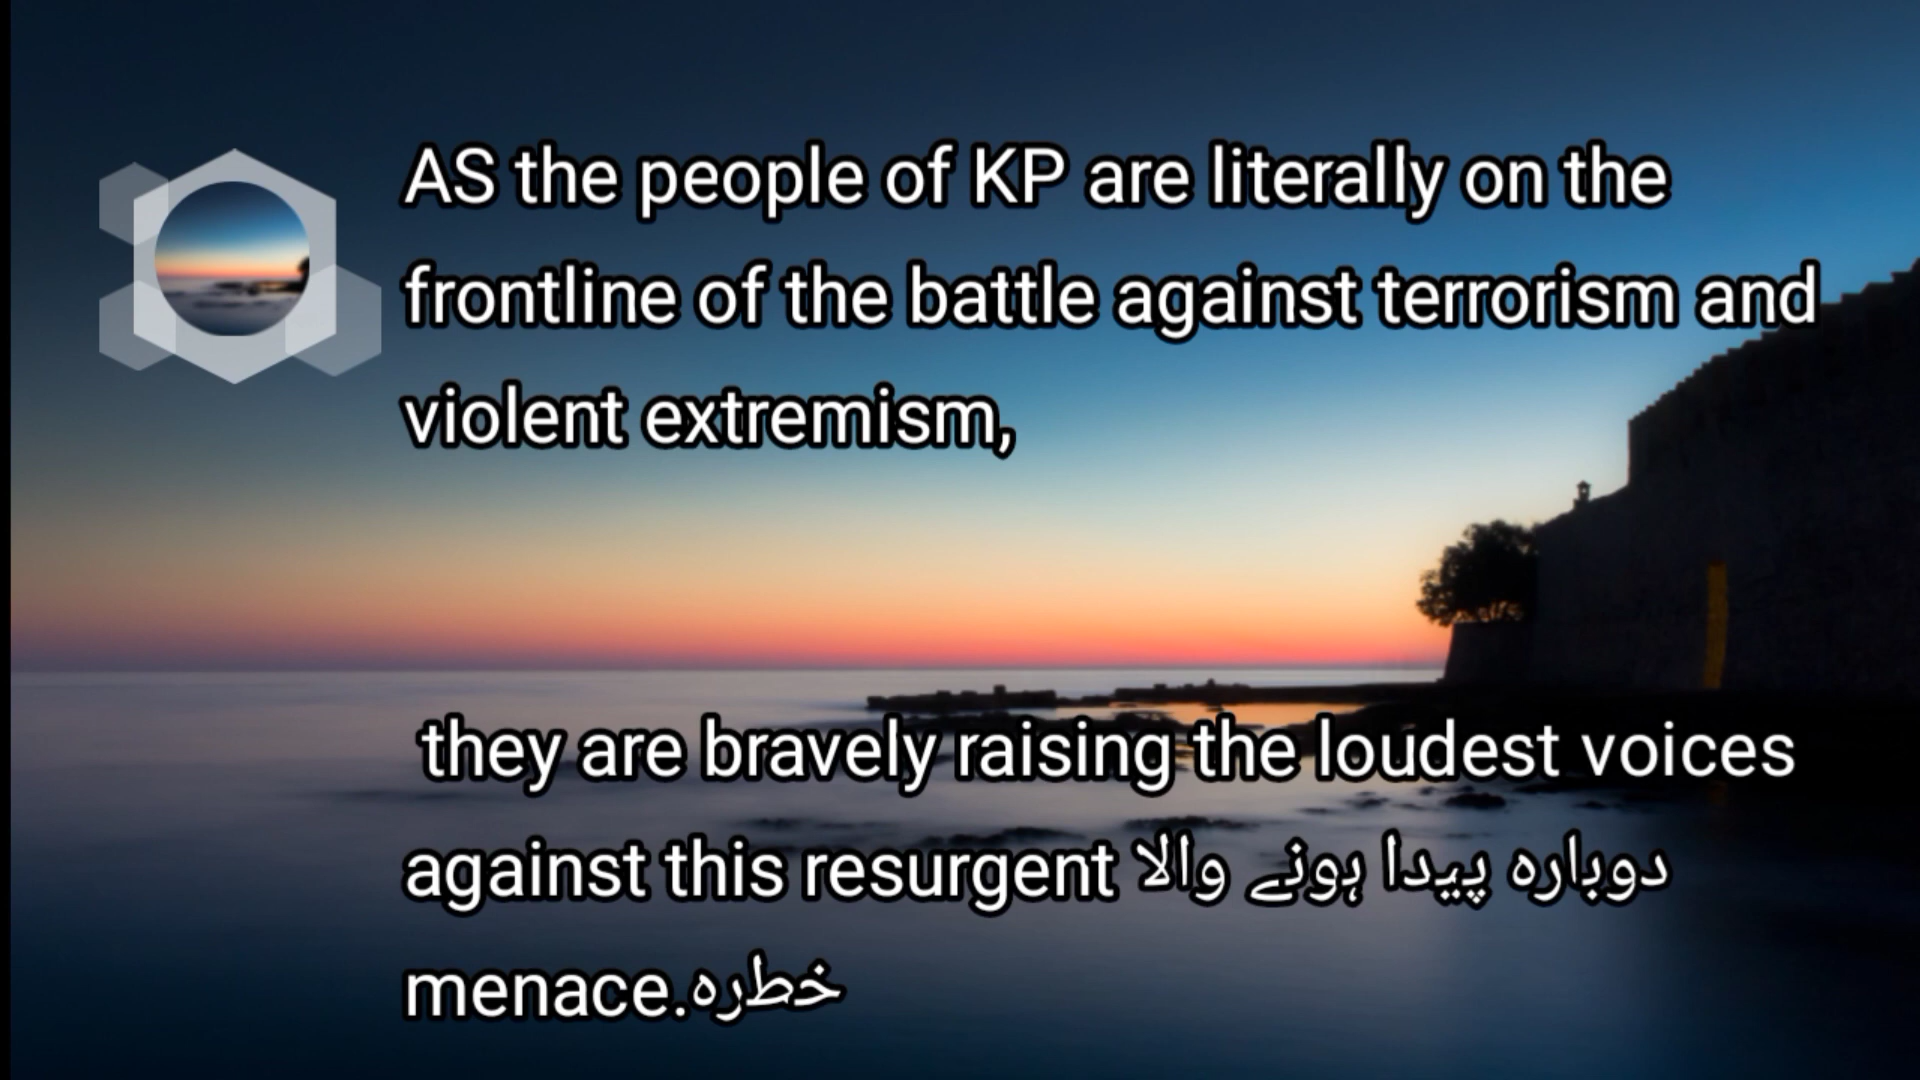 AS the people of KP are literally on the
frontline of the battle against terrorism and
violent extremism,
they are bravely raising the loudest voices
against this resurgent دوبارہ پیدا ہونے والا
menace.خطرہ